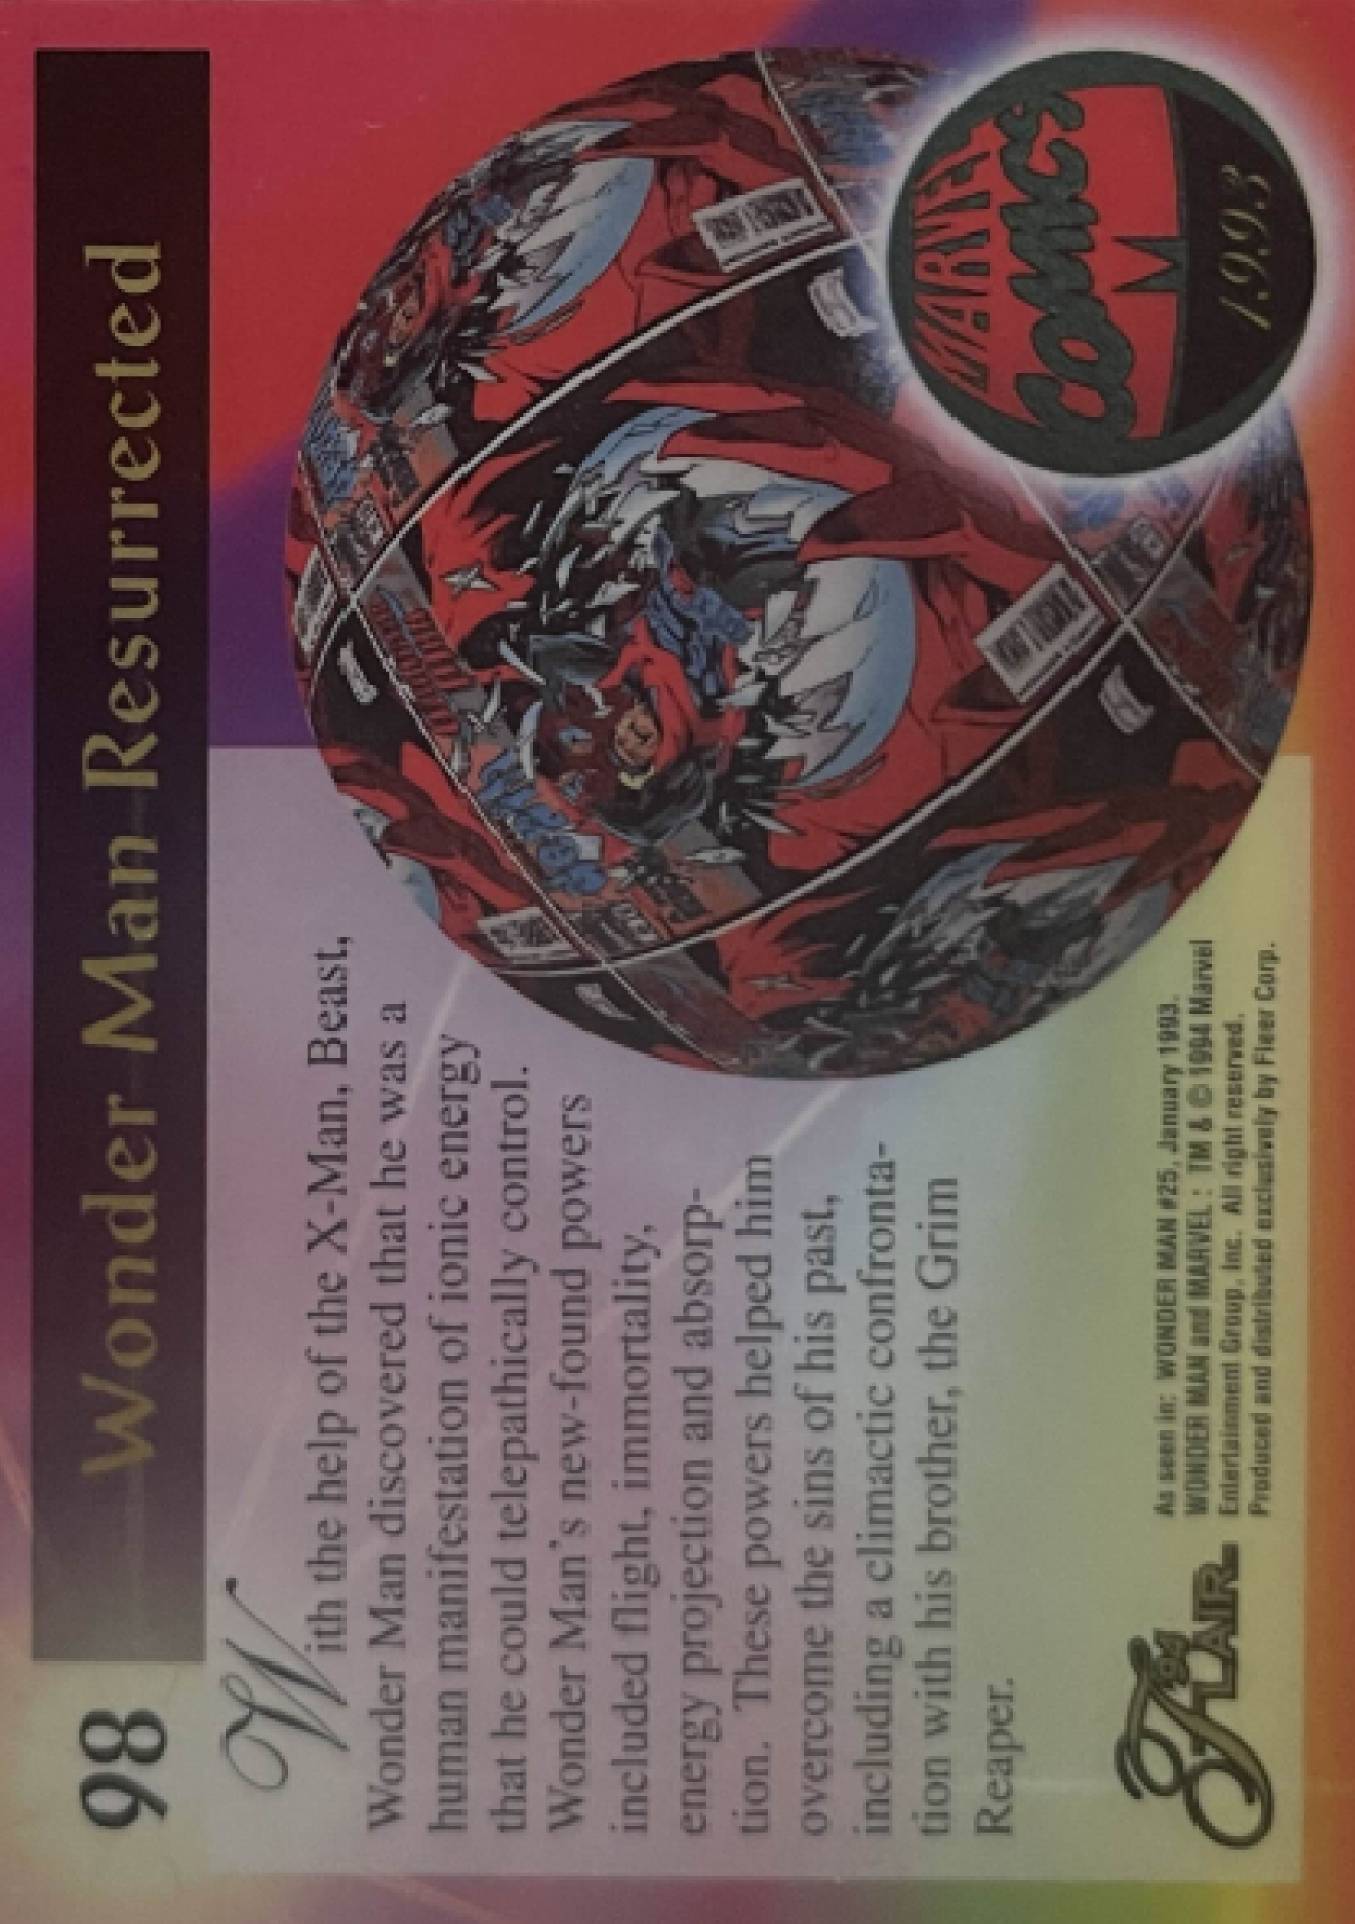 98
Wonder Man Resurrected
With the help of the X-Man, Beast,
Wonder Man discovered that he was a
human manifestation of ionic energy
that he could telepathically control.
Wonder Man's new-found powers
included flight, immortality,
energy projection and absorp-
tion. These powers helped him
overcome the sins of his past,
including a climactic confronta-
tion with his brother, the Grim
Reaper.
MARVEL
COMICS
M
1993
'94
FLAIR
As seen in: WONDER MAN #25, January 1993.
WONDER MAN and MARVEL : TM & © 1994 Marvel
Entertainment Group, Inc. All right reserved.
Produced and distributed exclusively by Fleer Corp.